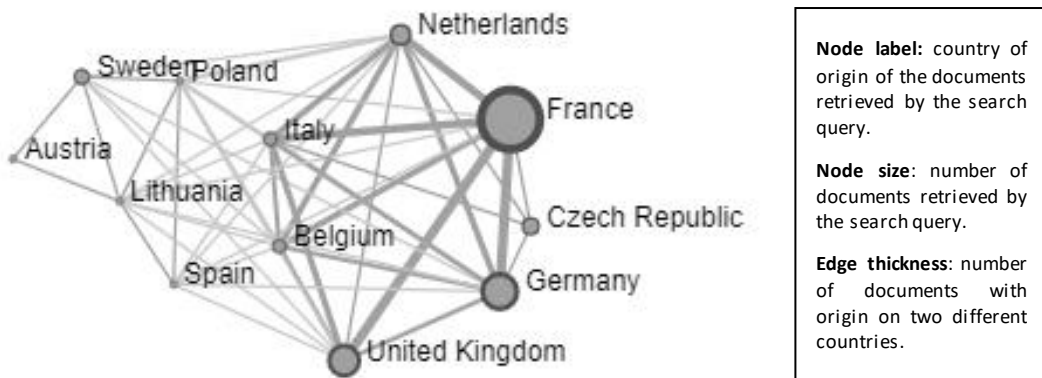 Netherlands
Sweden
Poland
France
Italy
Austria
Lithuania
Czech Republic
Belgium
Spain
Germany
United Kingdom
Node label: country of
origin of the documents
retrieved by the search
query.
Node size: number of
documents retrieved by
the search query.
Edge thickness: number
of documents with
origin on two different
countries.